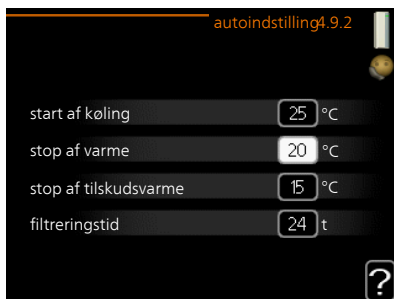 autoindstilling4.9.2
start af køling 25 °C
stop af varme 20 °C
stop af tilskudsvarme 15 °C
filtreringstid 24 t
?